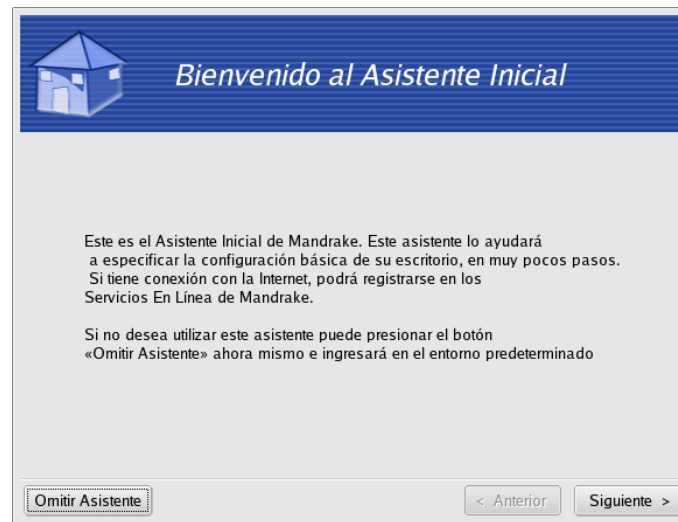 Bienvenido al Asistente Inicial
Este es el Asistente Inicial de Mandrake. Este asistente lo ayudará
a especificar la configuración básica de su escritorio, en muy pocos pasos.
Si tiene conexión con la Internet, podrá registrarse en los
Servicios En Línea de Mandrake.
Si no desea utilizar este asistente puede presionar el botón
«Omitir Asistente» ahora mismo e ingresará en el entorno predeterminado
Omitir Asistente
< Anterior
Siguiente >